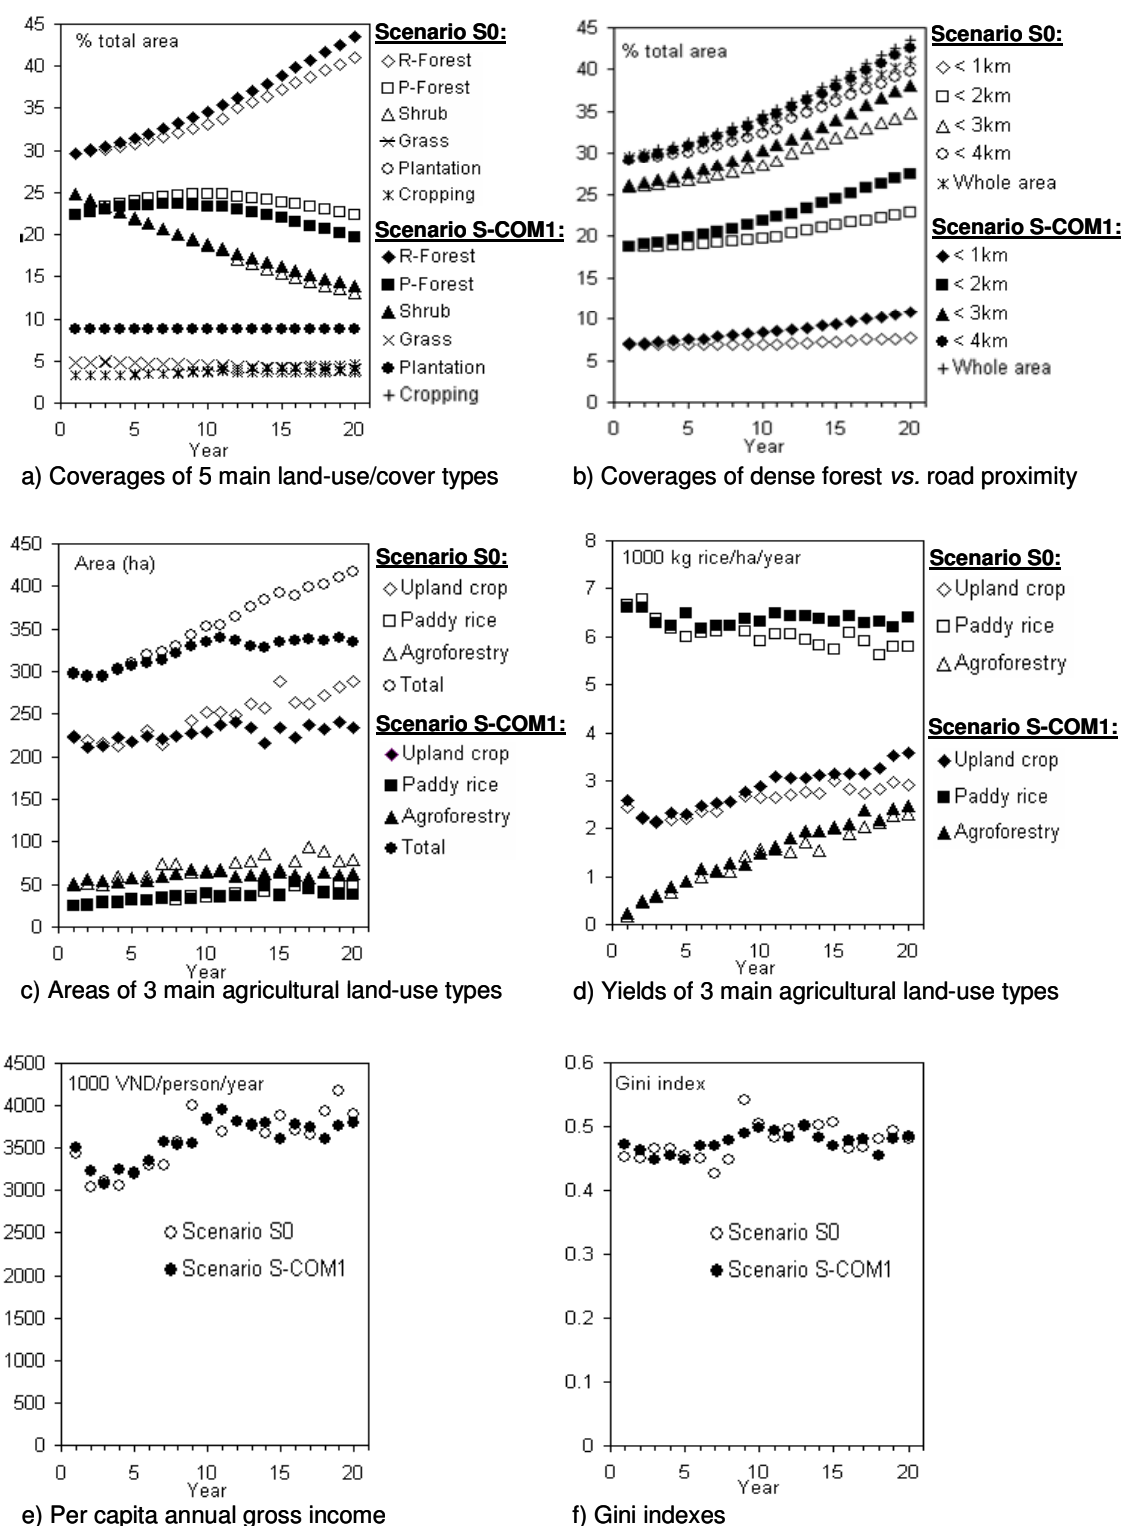 % total area
45
40
35
30
25
20
15
10
5
0
0 5 10 15 20
Year
Scenario S0:
R-Forest
P-Forest
Shrub
Grass
Plantation
Cropping
Scenario S-COM1:
R-Forest
P-Forest
Shrub
Grass
Plantation
Cropping
a) Coverages of 5 main land-use/cover types
% total area
45
40
35
30
25
20
15
10
5
0
0 5 10 15 20
Year
Scenario S0:
< 1km
< 2km
< 3km
< 4km
Whole area
Scenario S-COM1:
< 1km
< 2km
< 3km
< 4km
Whole area
b) Coverages of dense forest vs. road proximity
Area (ha)
450
400
350
300
250
200
150
100
50
0
0 5 10 15 20
Year
Scenario S0:
Upland crop
Paddy rice
Agroforestry
Total
Scenario S-COM1:
Upland crop
Paddy rice
Agroforestry
Total
c) Areas of 3 main agricultural land-use types
1000 kg rice/ha/year
8
7
6
5
4
3
2
1
0
0 5 10 15 20
Year
Scenario S0:
Upland crop
Paddy rice
Agroforestry
Scenario S-COM1:
Upland crop
Paddy rice
Agroforestry
d) Yields of 3 main agricultural land-use types
1000 VND/person/year
4500
4000
3500
3000
2500
2000
1500
1000
500
0
0 5 10 15 20
Year
Scenario S0
Scenario S-COM1
e) Per capita annual gross income
Gini index
0.6
0.5
0.4
0.3
0.2
0.1
0
0 5 10 15 20
Year
Scenario S0
Scenario S-COM1
f) Gini indexes